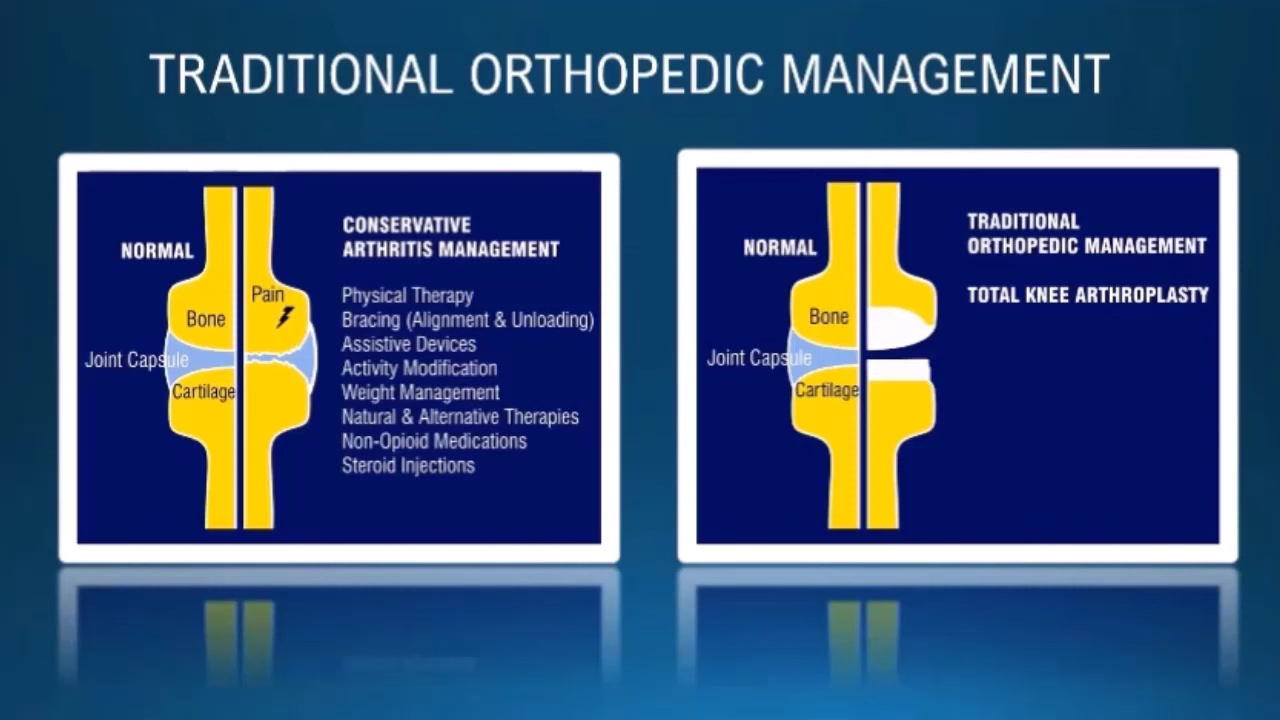 TRADITIONAL ORTHOPEDIC MANAGEMENT
NORMAL
Bone
Joint Capsule
Cartilage
Pain
CONSERVATIVE
ARTHRITIS MANAGEMENT
Physical Therapy
Bracing (Alignment & Unloading)
Assistive Devices
Activity Modification
Weight Management
Natural & Alternative Therapies
Non-Opioid Medications
Steroid Injections
NORMAL
Bone
Joint Capsule
Cartilage
TRADITIONAL
ORTHOPEDIC MANAGEMENT
TOTAL KNEE ARTHROPLASTY